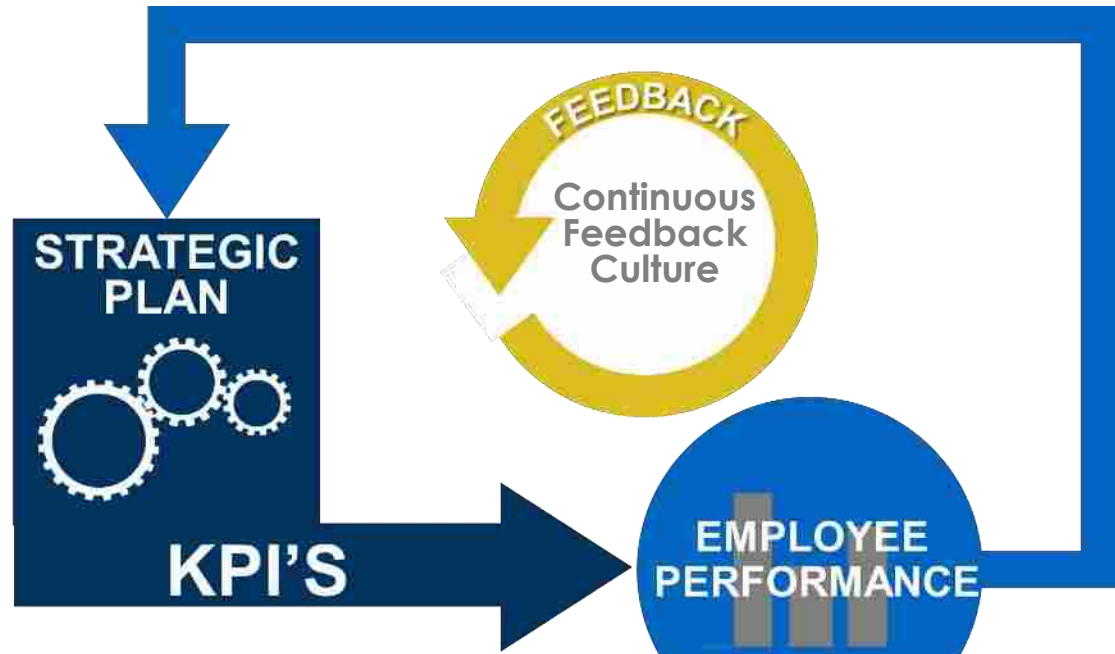 FEEDBACK
Continuous
Feedback
Culture
STRATEGIC
PLAN
KPI'S
EMPLOYEE
PERFORMANCE